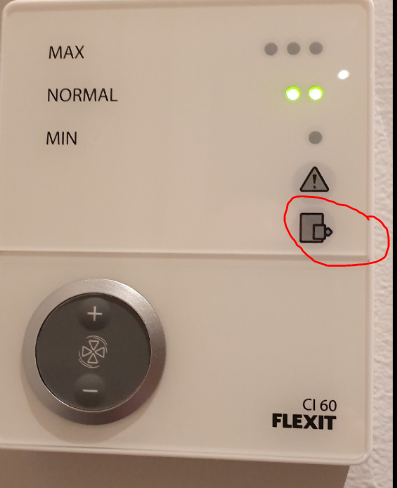 MAX
NORMAL
MIN
+
−
CI 60
FLEXIT